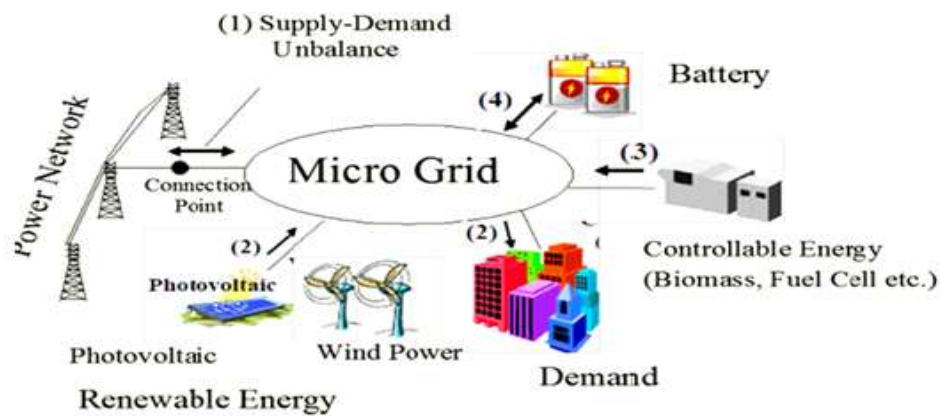 (1) Supply-Demand
Unbalance
Battery
(4)
Power Network
Micro Grid
(3)
Connection
Point
(2)
(2)
Controllable Energy
(Biomass, Fuel Cell etc.)
Photovoltaic
Photovoltaic
Wind Power
Demand
Renewable Energy